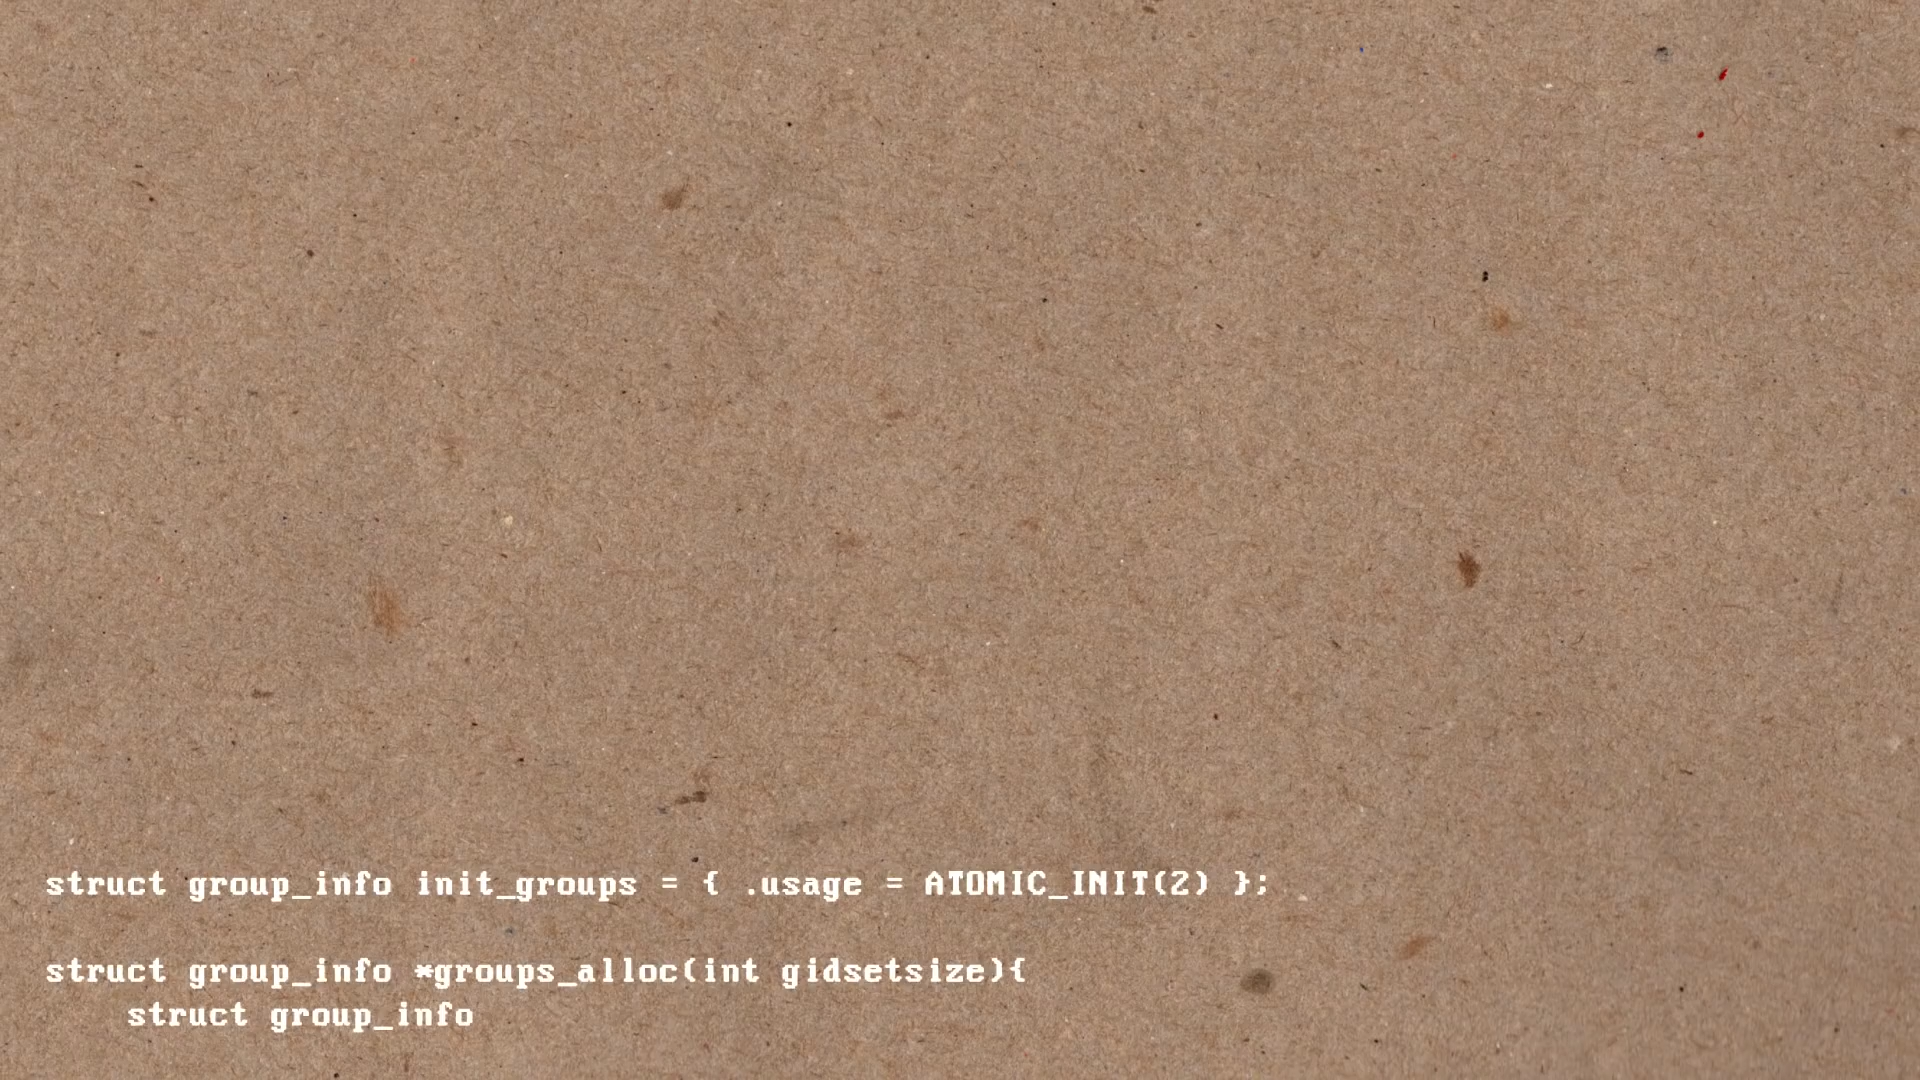 struct group_info init_groups = { .usage = ATOMIC_INIT(2) };
struct group_info *groups_alloc(int gidsetsize){
    struct group_info